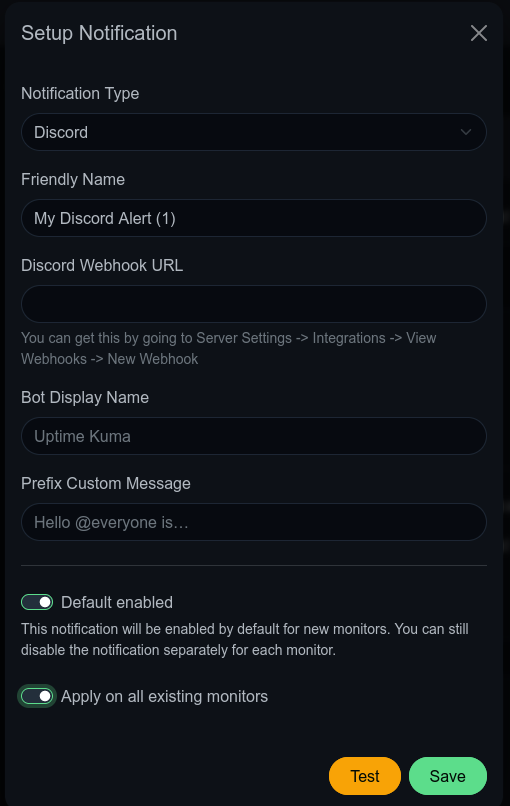 Setup Notification
Notification Type
Discord
Friendly Name
My Discord Alert (1)
Discord Webhook URL
You can get this by going to Server Settings -> Integrations -> View
Webhooks -> New Webhook
Bot Display Name
Uptime Kuma
Prefix Custom Message
Hello @everyone is…
Default enabled
This notification will be enabled by default for new monitors. You can still
disable the notification separately for each monitor.
Apply on all existing monitors
Test Save